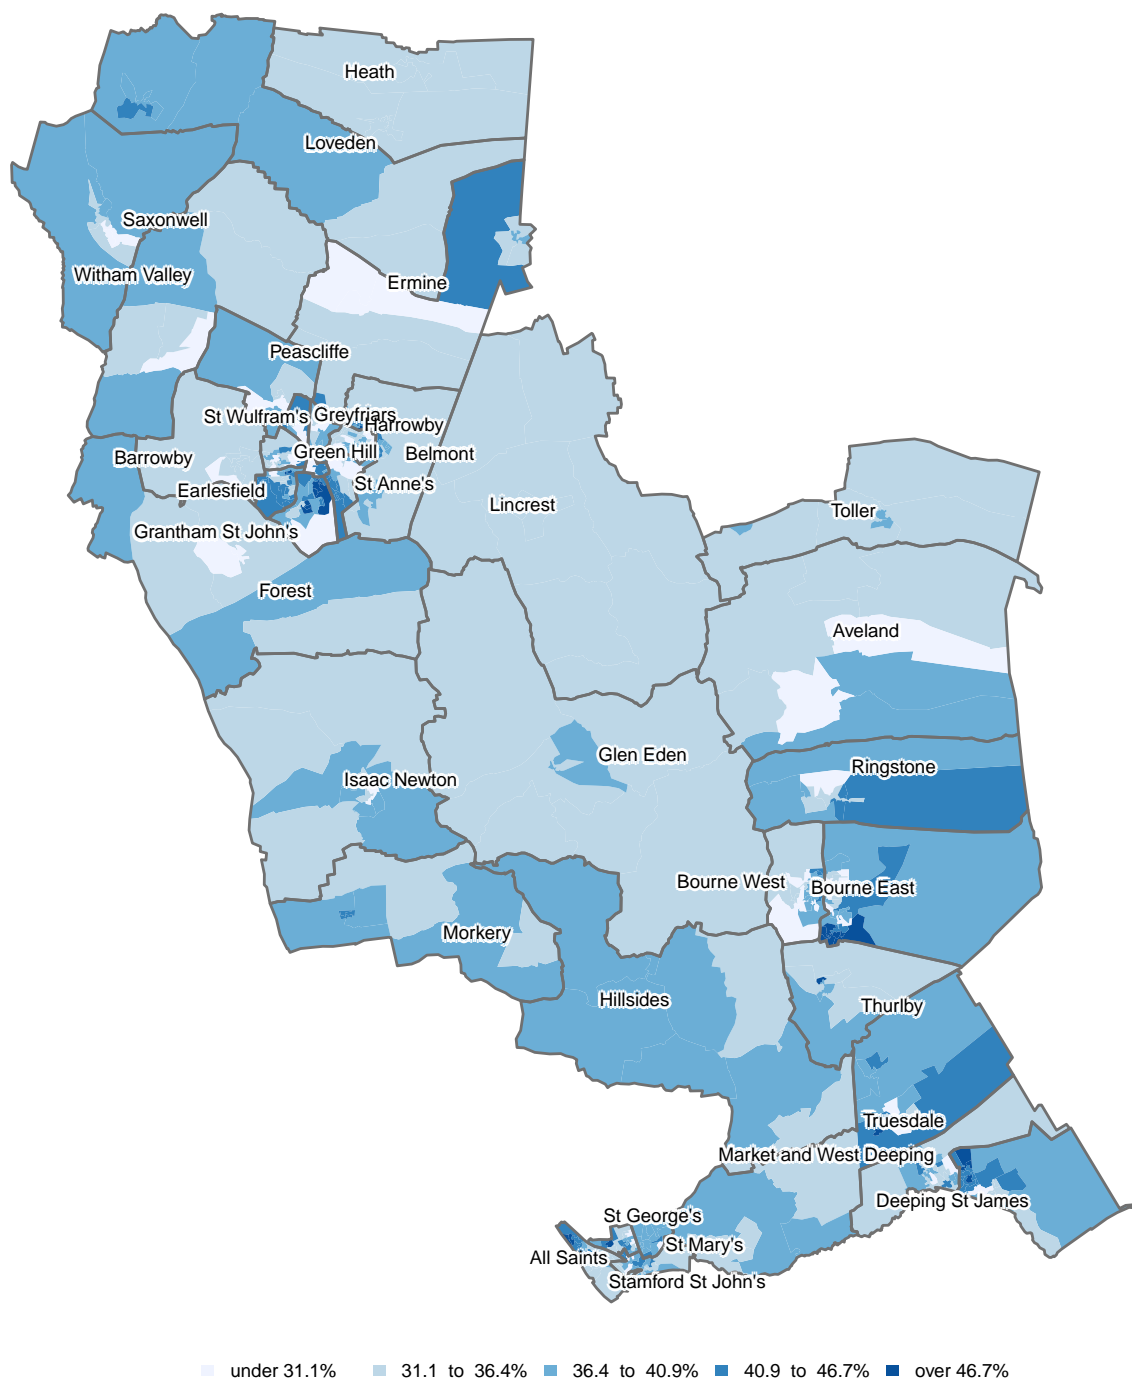 Heath
Loveden
Saxonwell
Witham Valley
Ermine
Peascliffe
St Wulfram's
Greyfriars
Harrowby
Green Hill
Belmont
Barrowby
Earlesfield
St Anne's
Lincrest
Toller
Grantham St John's
Forest
Aveland
Glen Eden
Ringstone
Isaac Newton
Bourne West
Bourne East
Morkery
Hillsides
Thurlby
Truesdale
Market and West Deeping
Deeping St James
St George's
St Mary's
All Saints
Stamford St John's
under 31.1% 31.1 to 36.4% 36.4 to 40.9% 40.9 to 46.7% over 46.7%